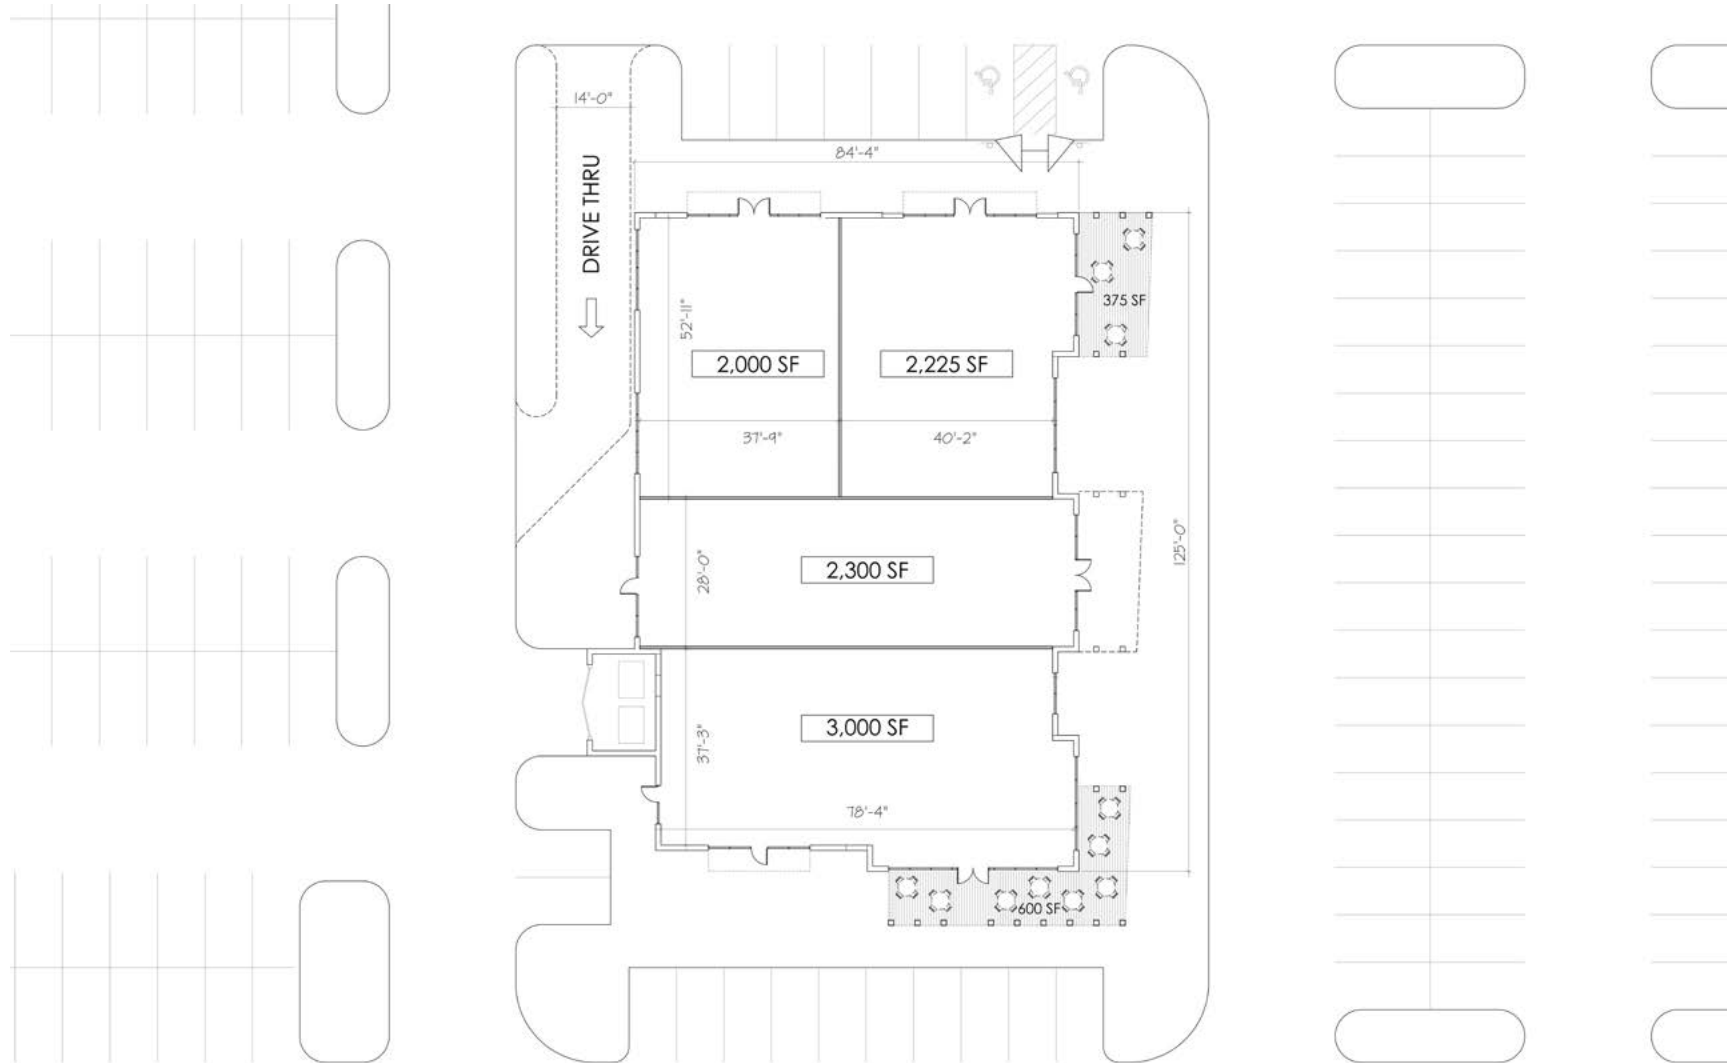 14'-0"
84'-4"
DRIVE THRU
52'-11"
375 SF
2,000 SF
2,225 SF
37'-9"
40'-2"
125'-0"
28'-0"
2,300 SF
37'-3"
3,000 SF
78'-4"
600 SF